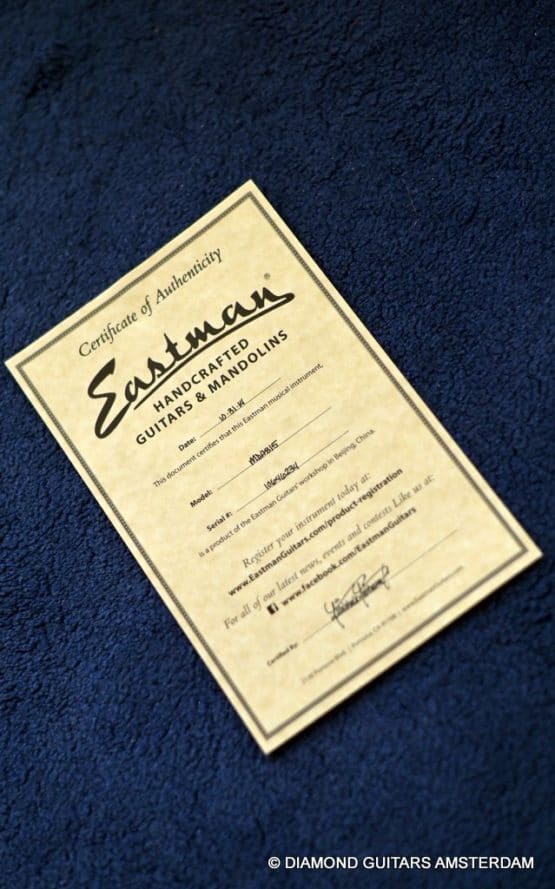 Certificate of Authenticity
Eastman®
HANDCRAFTED
GUITARS & MANDOLINS
Date:
This document certifies that this Eastman musical instrument,
Model:
Serial #:
is a product of the Eastman Guitars' workshop in Beijing, China.
Register your instrument today at:
www.EastmanGuitars.com/product-registration
For all of our latest news, events and contests Like us at:
www.facebook.com/EastmanGuitars
Certified By:
© DIAMOND GUITARS AMSTERDAM